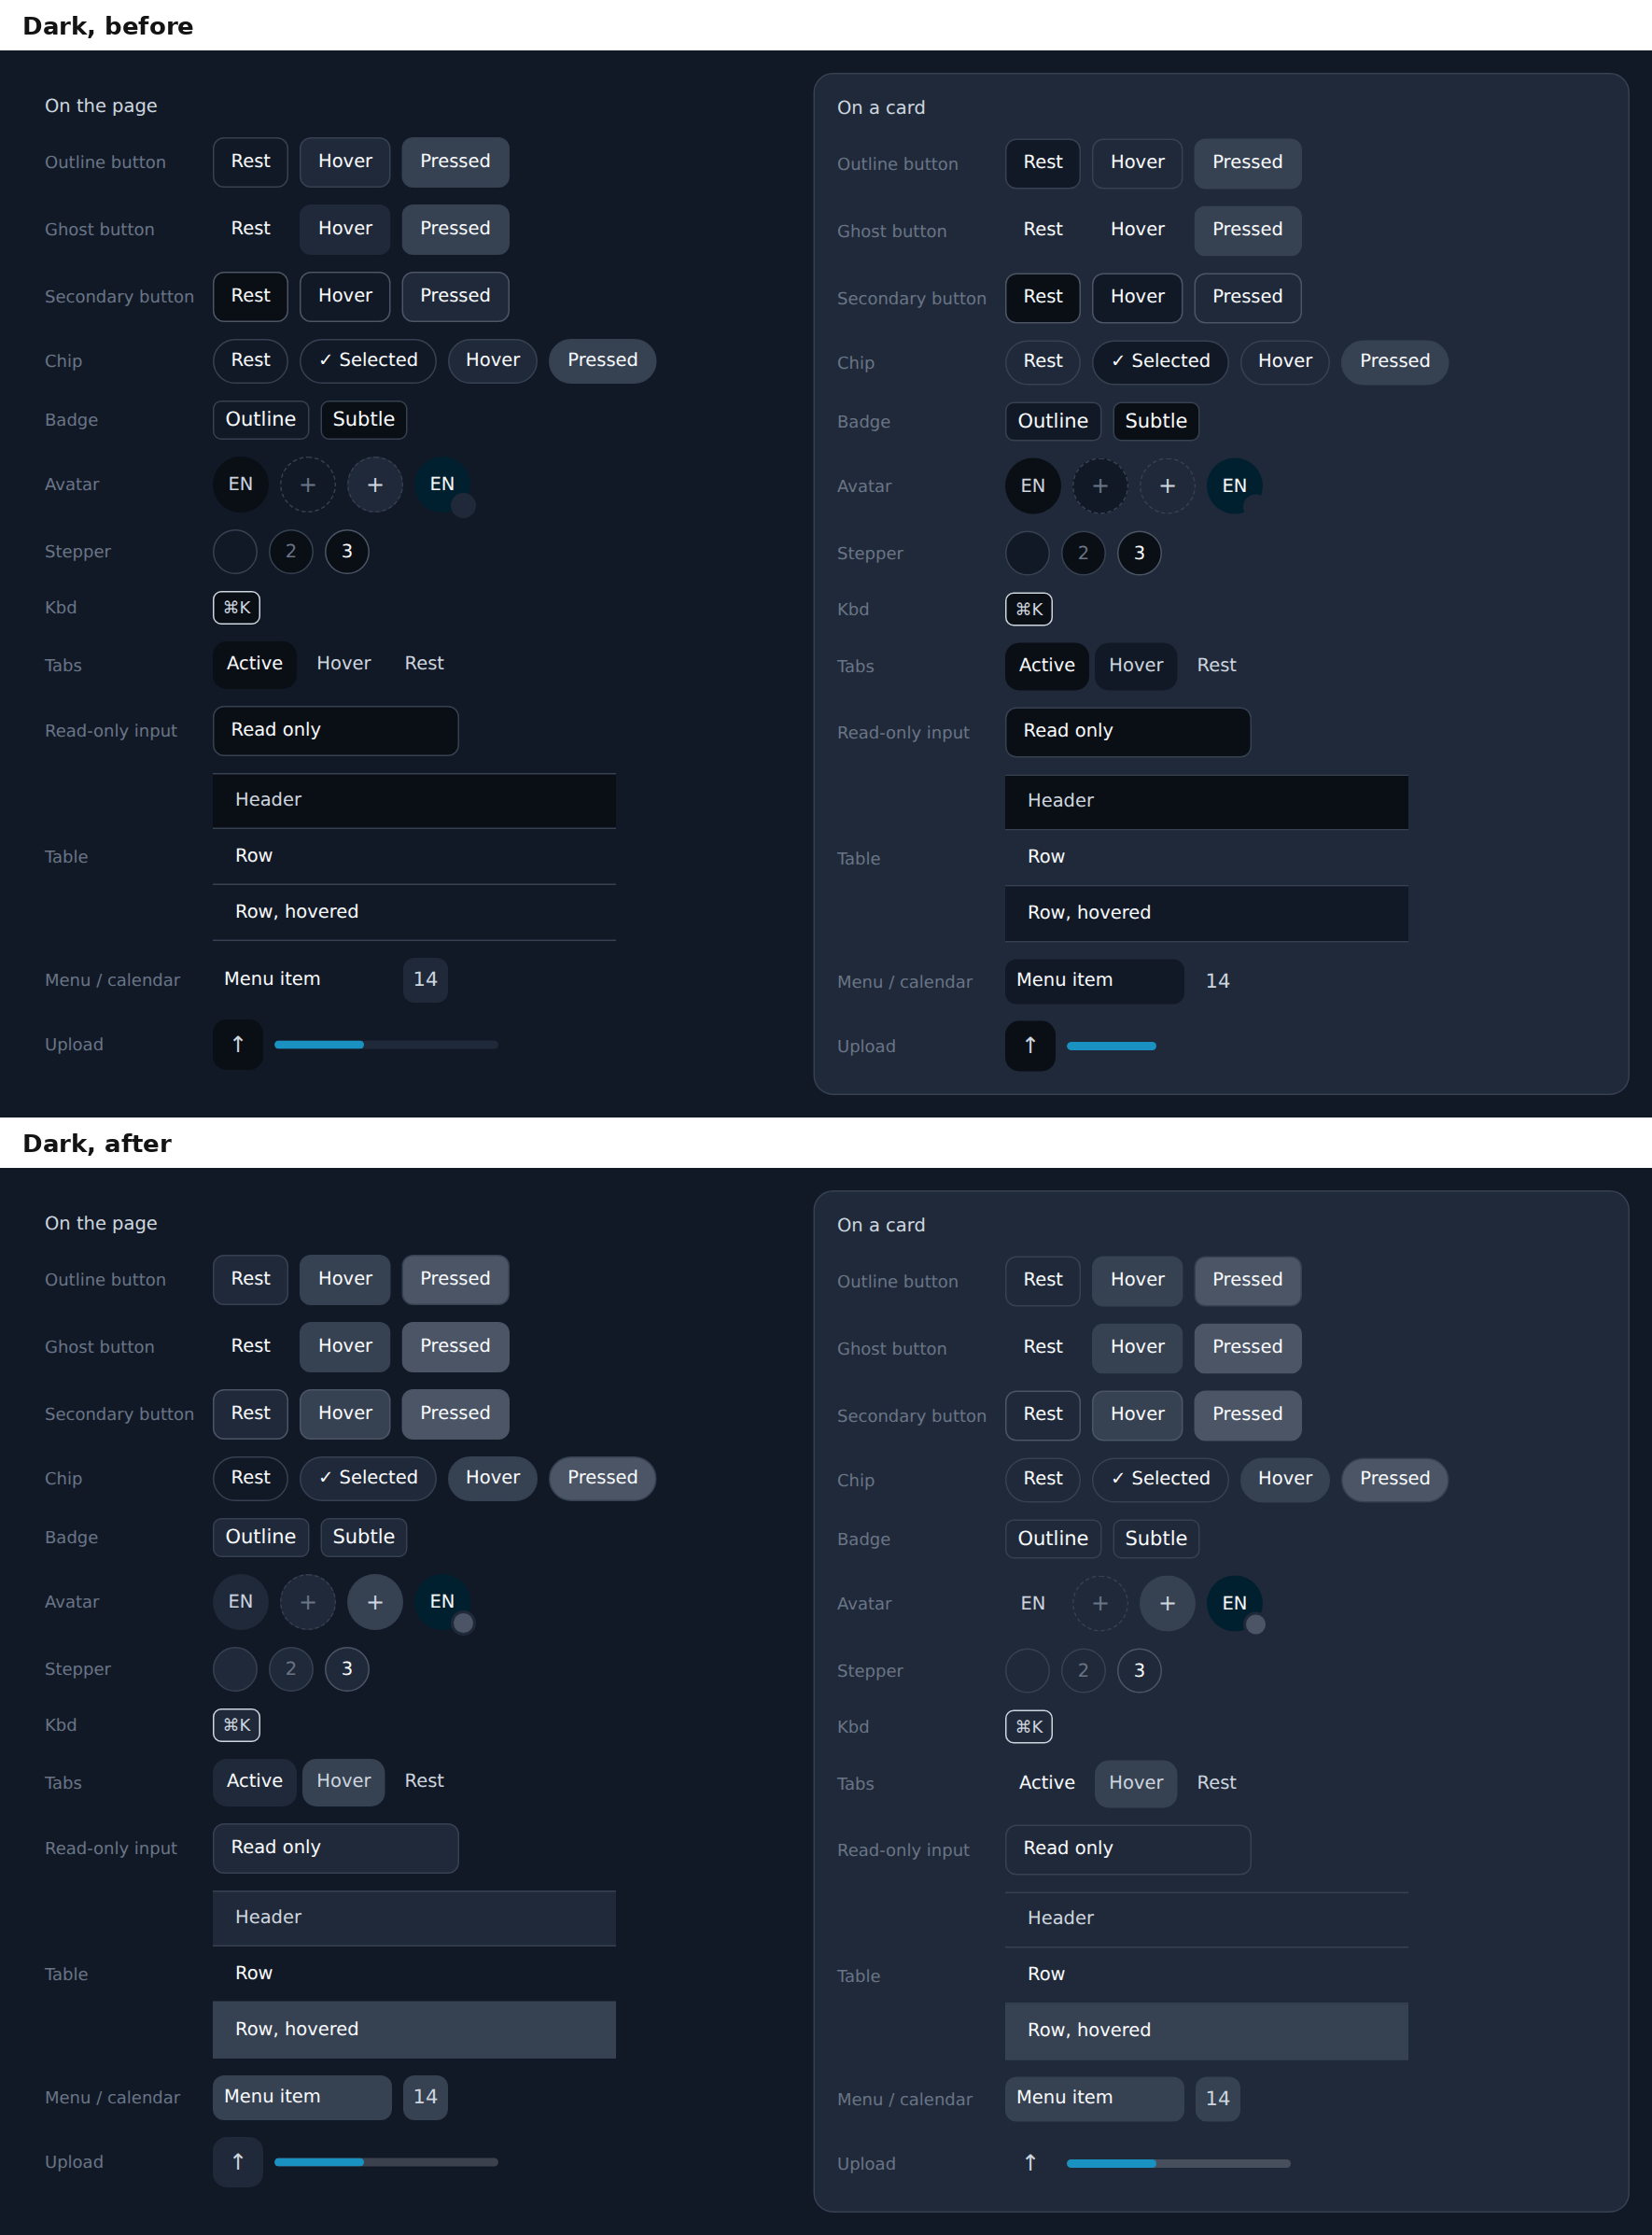 Dark, before
On the page
Outline button Rest Hover Pressed
Ghost button Rest Hover Pressed
Secondary button Rest Hover Pressed
Chip Rest ✓ Selected Hover Pressed
Badge Outline Subtle
Avatar EN + + EN
Stepper 2 3
Kbd ⌘K
Tabs Active Hover Rest
Read-only input Read only
Header
Table Row
Row, hovered
Menu / calendar Menu item 14
Upload ↑
On a card
Outline button Rest Hover Pressed
Ghost button Rest Hover Pressed
Secondary button Rest Hover Pressed
Chip Rest ✓ Selected Hover Pressed
Badge Outline Subtle
Avatar EN + + EN
Stepper 2 3
Kbd ⌘K
Tabs Active Hover Rest
Read-only input Read only
Header
Table Row
Row, hovered
Menu / calendar Menu item 14
Upload ↑
Dark, after
On the page
Outline button Rest Hover Pressed
Ghost button Rest Hover Pressed
Secondary button Rest Hover Pressed
Chip Rest ✓ Selected Hover Pressed
Badge Outline Subtle
Avatar EN + + EN
Stepper 2 3
Kbd ⌘K
Tabs Active Hover Rest
Read-only input Read only
Header
Table Row
Row, hovered
Menu / calendar Menu item 14
Upload ↑
On a card
Outline button Rest Hover Pressed
Ghost button Rest Hover Pressed
Secondary button Rest Hover Pressed
Chip Rest ✓ Selected Hover Pressed
Badge Outline Subtle
Avatar EN + + EN
Stepper 2 3
Kbd ⌘K
Tabs Active Hover Rest
Read-only input Read only
Header
Table Row
Row, hovered
Menu / calendar Menu item 14
Upload ↑